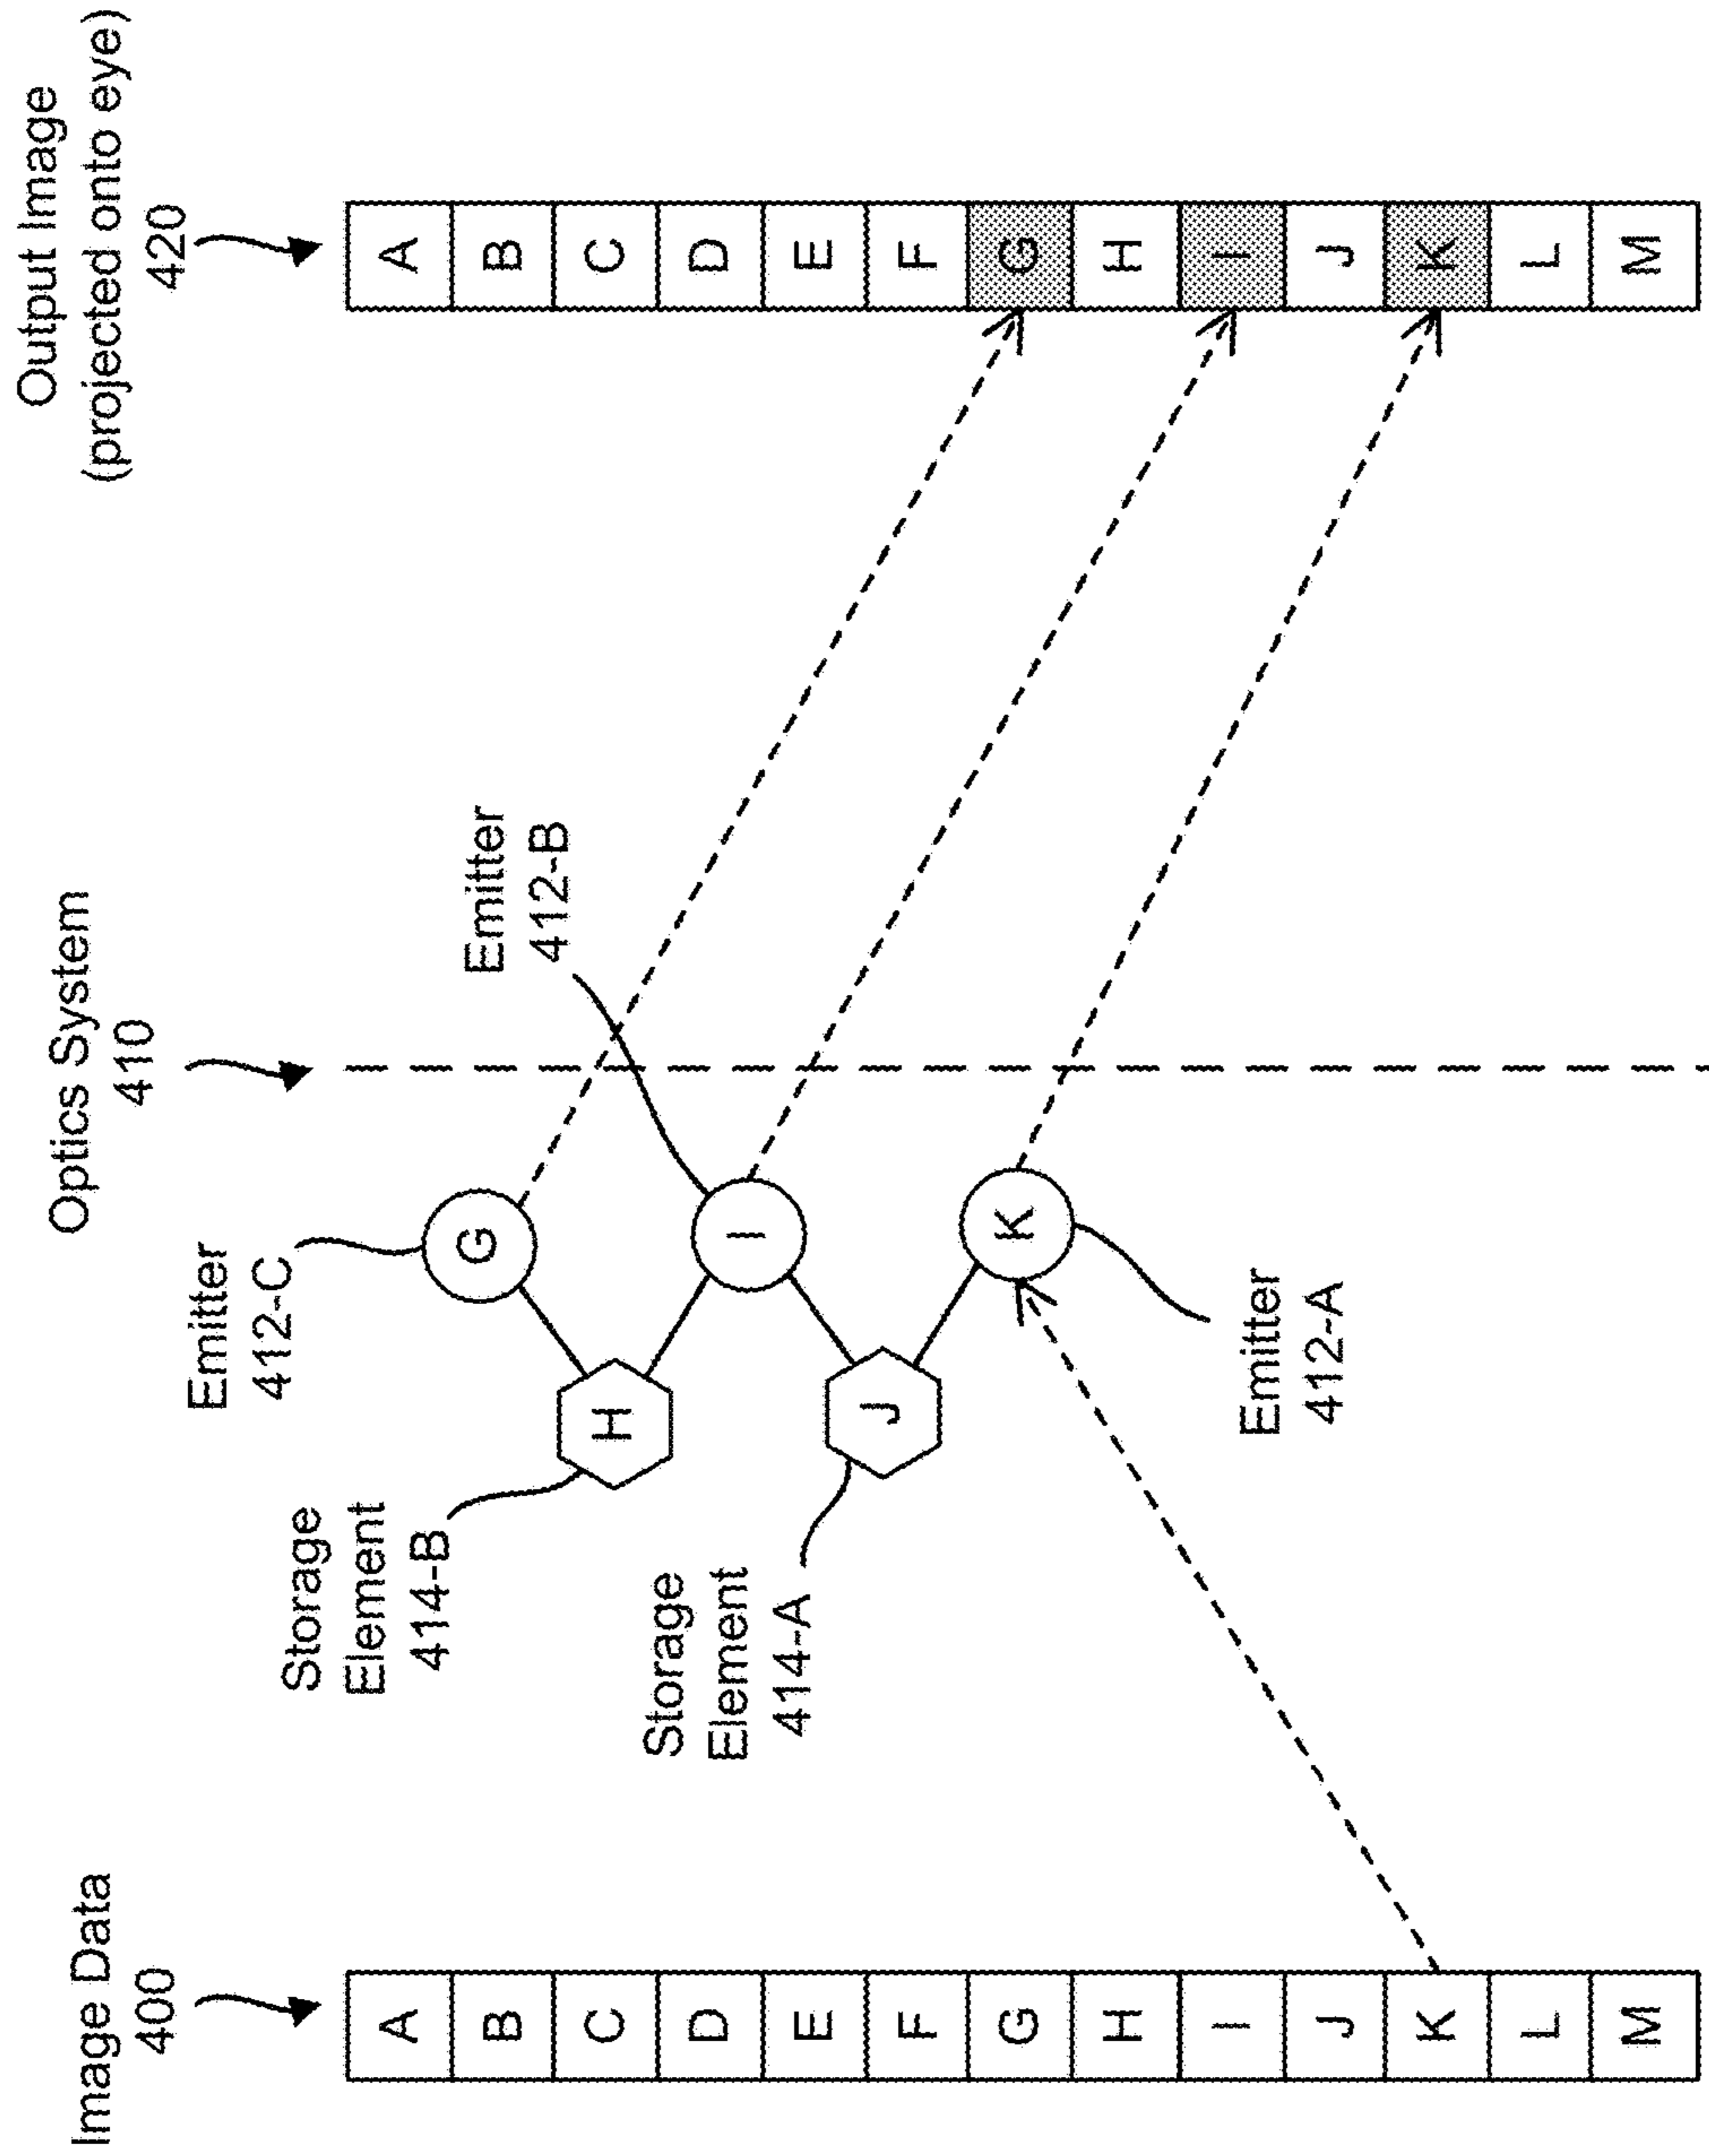 Image Data
400
A
B
C
D
E
F
G
H
I
J
K
L
M
Optics System
410
Emitter
412-C
G
Storage
Element
414-B
H
Emitter
412-B
I
Storage
Element
414-A
J
K
Emitter
412-A
Output Image
(projected onto eye)
420
A
B
C
D
E
F
G
H
I
J
K
L
M